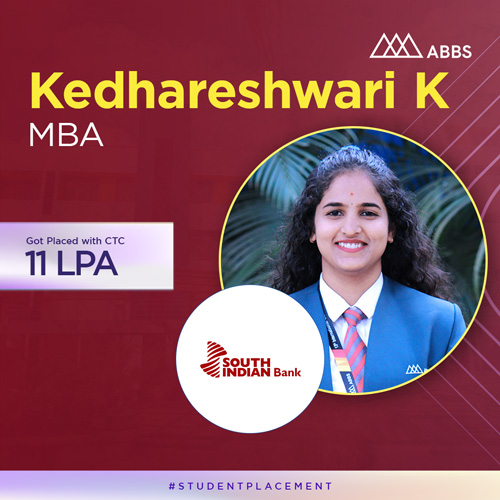 ABBS
Kedhareshwari K
MBA
Got Placed with CTC
11 LPA
SOUTH
INDIAN Bank
#STUDENTPLACEMENT